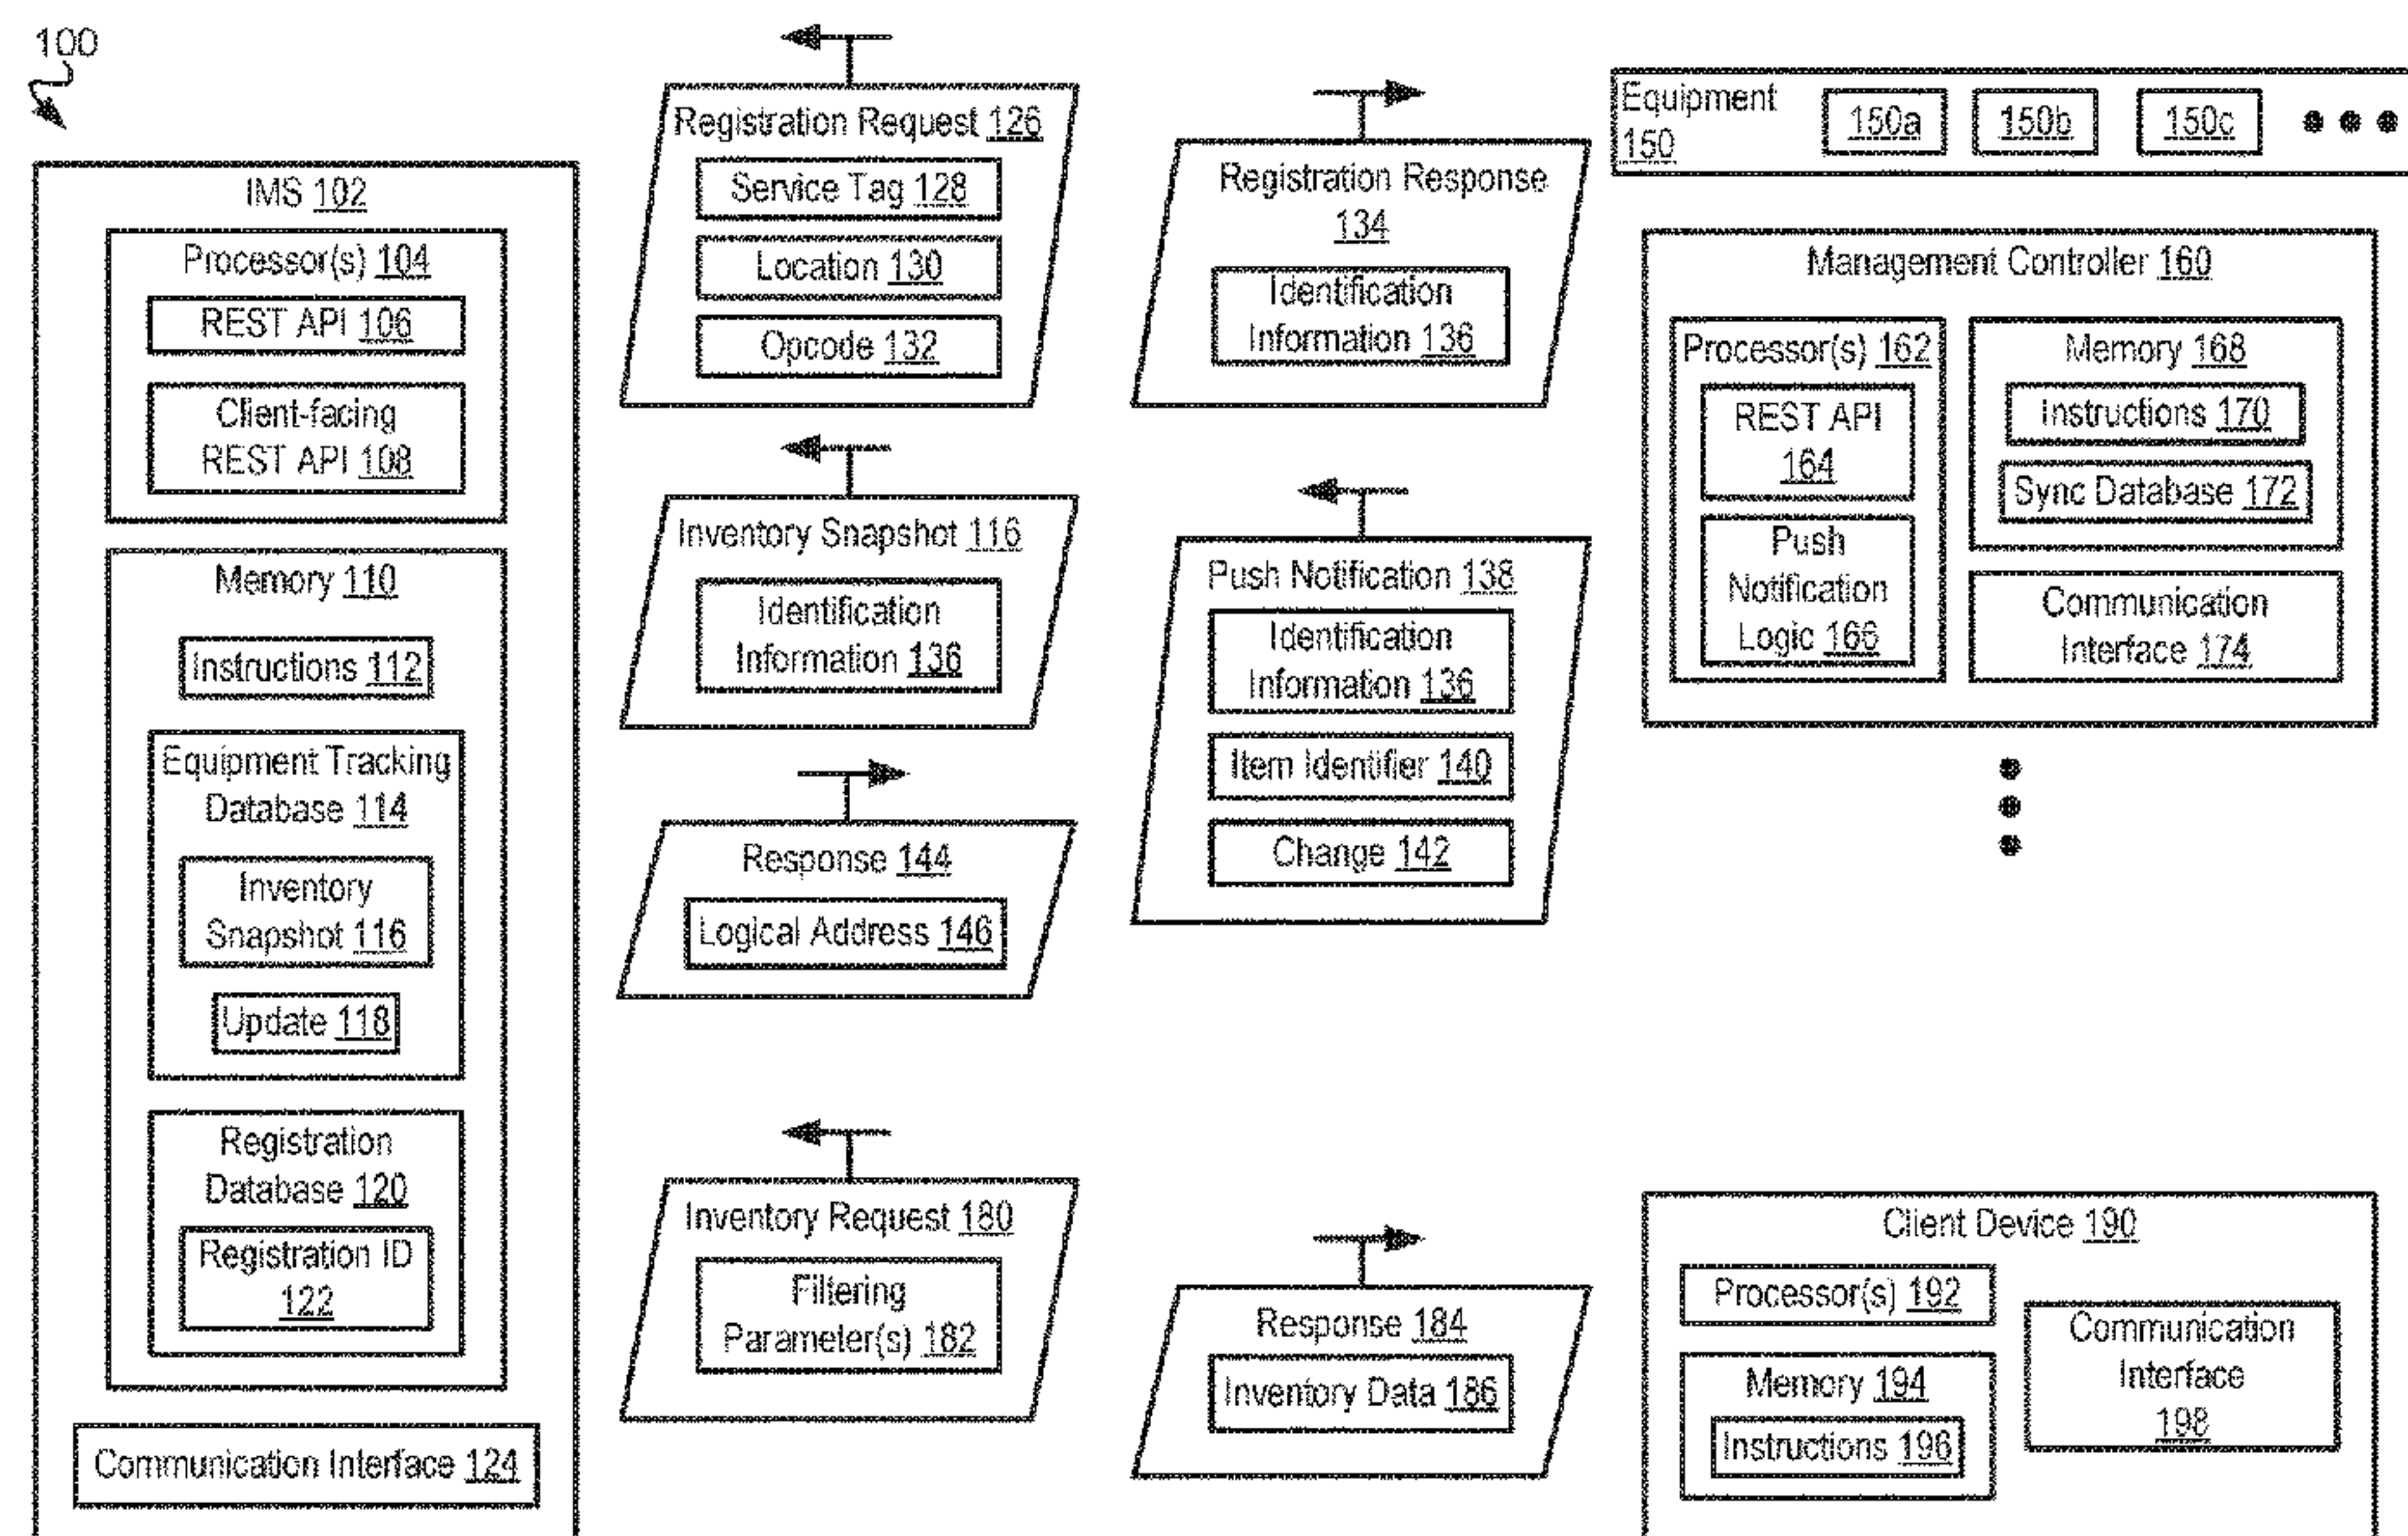 100
IMS 102
Processor(s) 104
REST API 106
Client-facing
REST API 108
Memory 110
Instructions 112
Equipment Tracking
Database 114
Inventory
Snapshot 116
Update 118
Registration
Database 120
Registration ID
122
Communication Interface 124
Registration Request 126
Service Tag 128
Location 130
Opcode 132
Inventory Snapshot 116
Identification
Information 136
Response 144
Logical Address 146
Inventory Request 180
Filtering
Parameter(s) 182
Registration Response
134
Identification
Information 136
Push Notification 138
Identification
Information 136
Item Identifier 140
Change 142
Response 184
Inventory Data 186
Equipment
150
150a
150b
150c
Management Controller 160
Processor(s) 162
REST API
164
Push
Notification
Logic 166
Memory 168
Instructions 170
Sync Database 172
Communication
Interface 174
Client Device 190
Processor(s) 192
Memory 194
Instructions 196
Communication
Interface
198